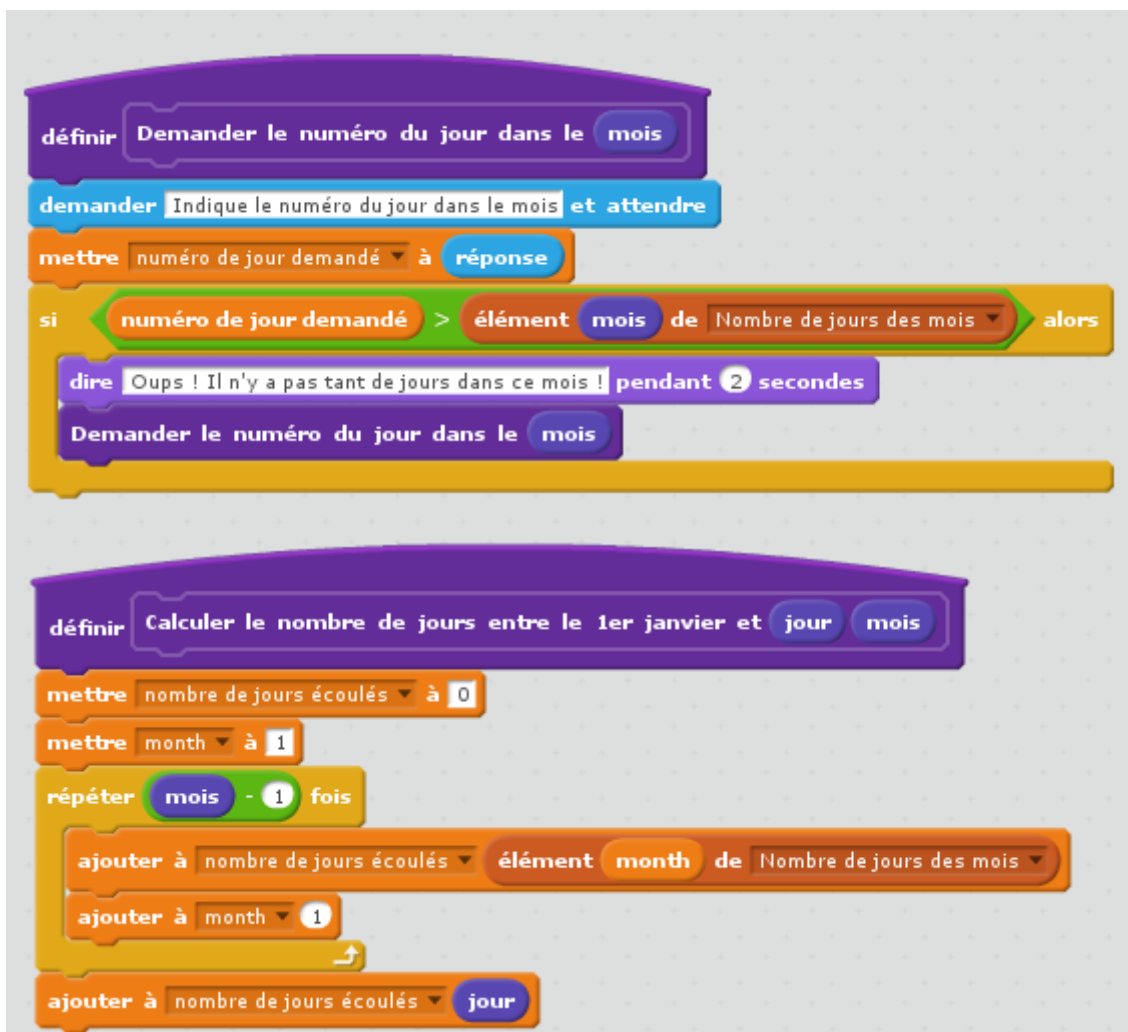 définir Demander le numéro du jour dans le mois
demander Indique le numéro du jour dans le mois et attendre
mettre numéro de jour demandé à réponse
si numéro de jour demandé > élément mois de Nombre de jours des mois alors
dire Oups ! Il n'y a pas tant de jours dans ce mois ! pendant 2 secondes
Demander le numéro du jour dans le mois
définir Calculer le nombre de jours entre le 1er janvier et jour mois
mettre nombre de jours écoulés à 0
mettre month à 1
répéter mois - 1 fois
ajouter à nombre de jours écoulés élément month de Nombre de jours des mois
ajouter à month 1
ajouter à nombre de jours écoulés jour